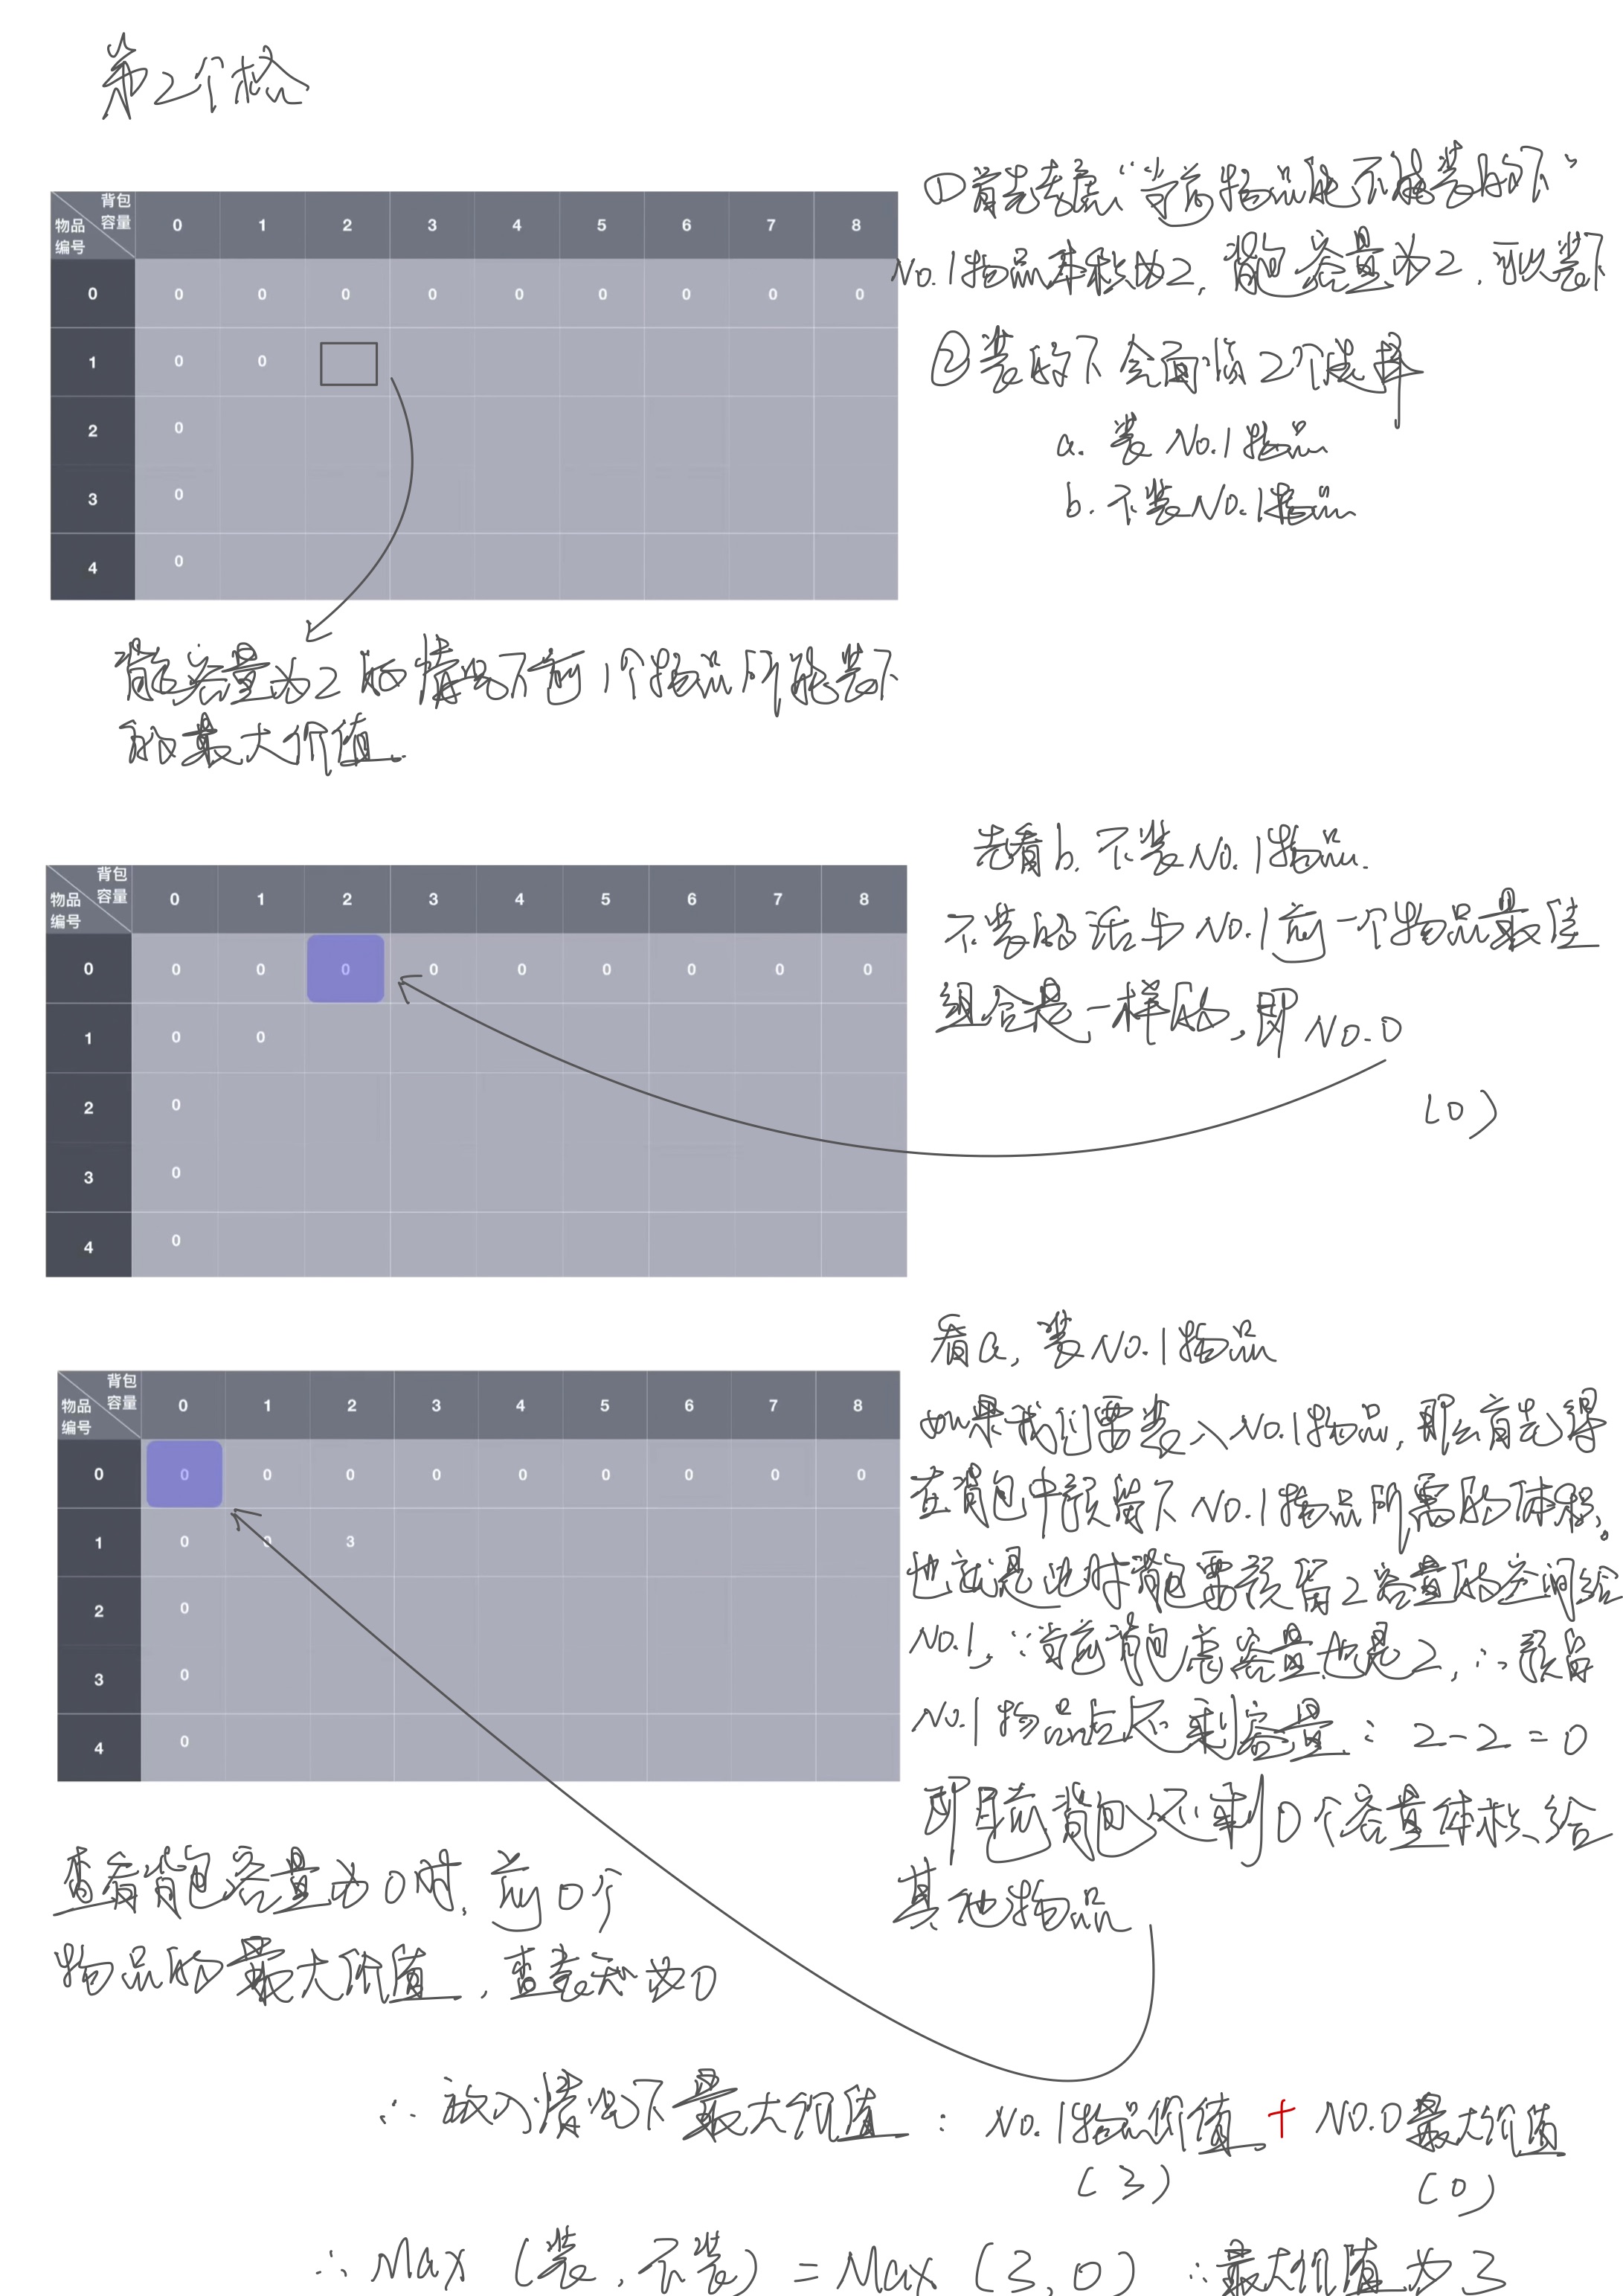 第2个格
背包
容量
物品
编号
0 1 2 3 4 5 6 7 8
0 0 0 0 0 0 0 0 0 0
1 0 0
2 0
3 0
4 0
①首先考虑“当前物品能不能装的下”
No.1物品体积为2, 背包容量为2, 可以装下
②装的下会面临2个选择
a. 装 No.1物品
b. 不装No.1物品
背包容量为2的情况下前1个物品所能装下
的最大价值.
背包
容量
物品
编号
0 1 2 3 4 5 6 7 8
0 0 0 0 0 0 0 0 0 0
1 0 0
2 0
3 0
4 0
先看b. 不装No.1物品.
不装的话与No.1前一个物品最佳
组合是一样的, 即No.0
(0)
背包
容量
物品
编号
0 1 2 3 4 5 6 7 8
0 0 0 0 0 0 0 0 0 0
1 0 0 3
2 0
3 0
4 0
看a, 装No.1物品
如果我们要装入No.1物品, 那么首先得
在背包中预留下No.1物品所需的体积。
也就是此时背包需预留2容量的空间给
No.1, ∵当前背包总容量也是2, ∴预留
No.1物品后还剩容量: 2-2=0
即目前背包还剩0个容量体积给
其他物品
查看背包容量为0时, 前0个
物品的最大价值, 查表知为0
∴ 放入情况下最大价值: No.1物品价值 + No.0最大价值
(3) (0)
∴ Max (装, 不装) = Max (3, 0) ∴最大价值为3